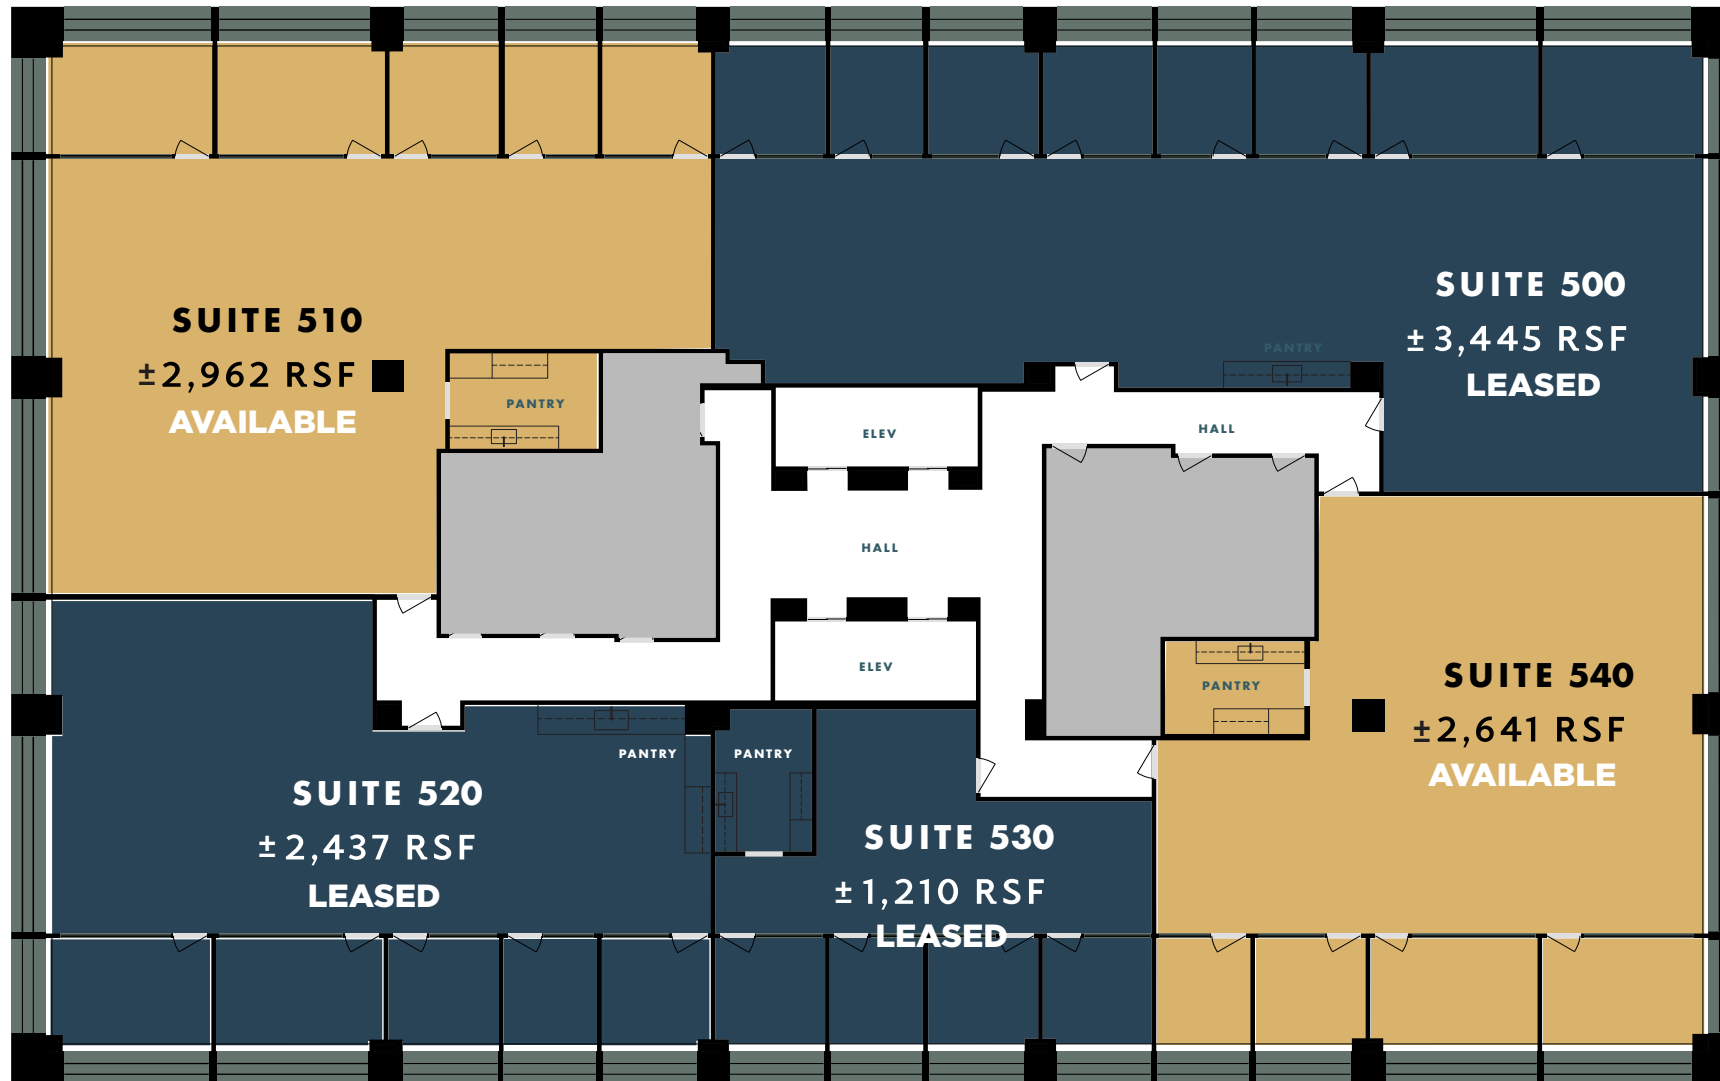 SUITE 510
±2,962 RSF
AVAILABLE
PANTRY
SUITE 500
±3,445 RSF
LEASED
PANTRY
ELEV
HALL
HALL
ELEV
PANTRY
SUITE 540
±2,641 RSF
AVAILABLE
PANTRY
PANTRY
SUITE 520
±2,437 RSF
LEASED
SUITE 530
±1,210 RSF
LEASED